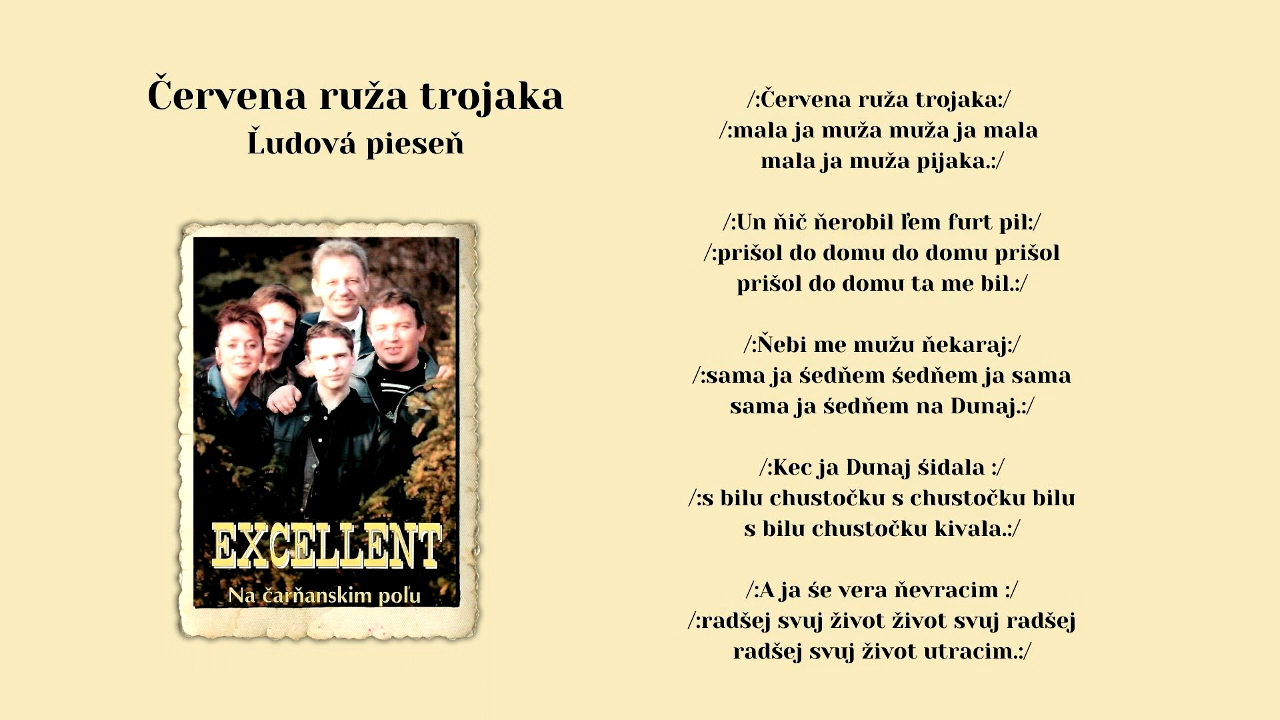 Červena ruža trojaka
Ľudová pieseň
EXCELLENT
Na čarňanskim poľu
/:Červena ruža trojaka:/
/:mala ja muža muža ja mala
mala ja muža pijaka.:/
/:Un ňič ňerobil ľem furt pil:/
/:prišol do domu do domu prišol
prišol do domu ta me bil.:/
/:Ňebi me mužu ňekaraj:/
/:sama ja śedňem śedňem ja sama
sama ja śedňem na Dunaj.:/
/:Kec ja Dunaj śidala :/
/:s bilu chustočku s chustočku bilu
s bilu chustočku kivala.:/
/:A ja śe vera ňevracim :/
/:radšej svuj život život svuj radšej
radšej svuj život utracim.:/